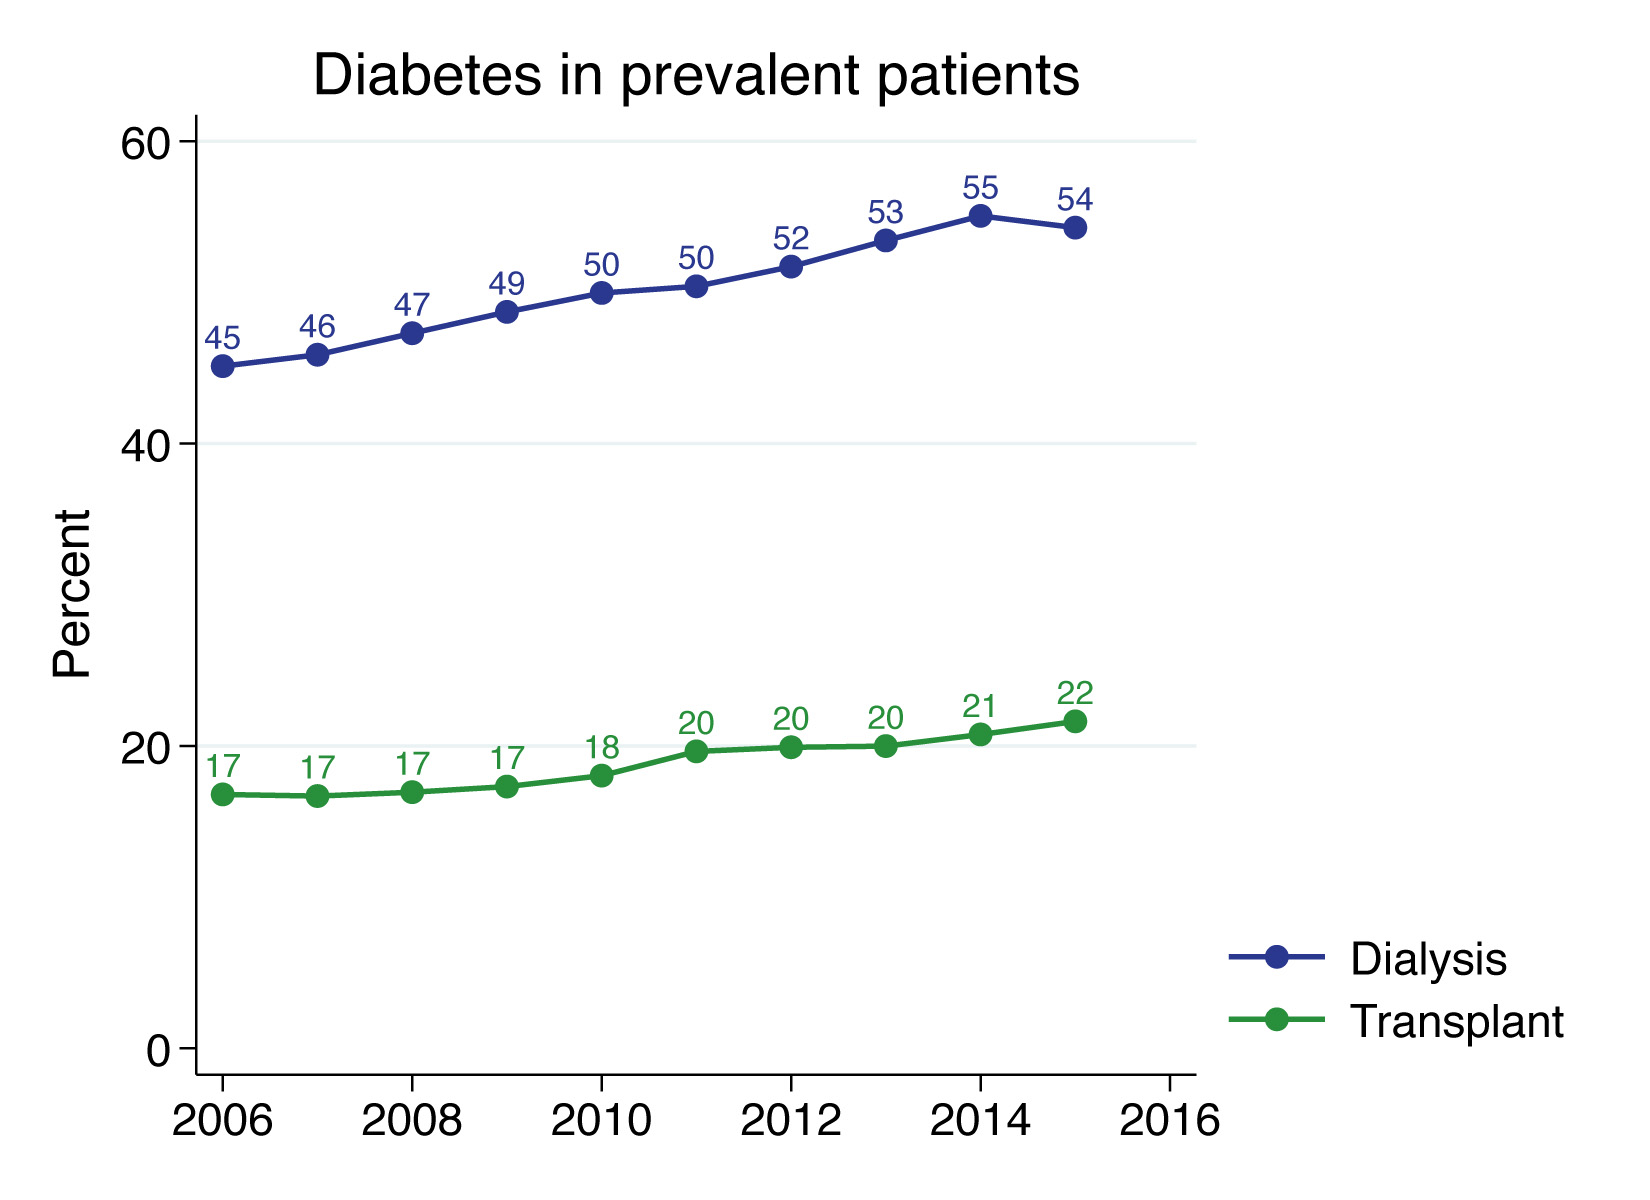 Diabetes in prevalent patients
Percent
60
40
20
0
45 46 47 49 50 50 52 53 55 54
17 17 17 17 18 20 20 20 21 22
2006 2008 2010 2012 2014 2016
Dialysis
Transplant